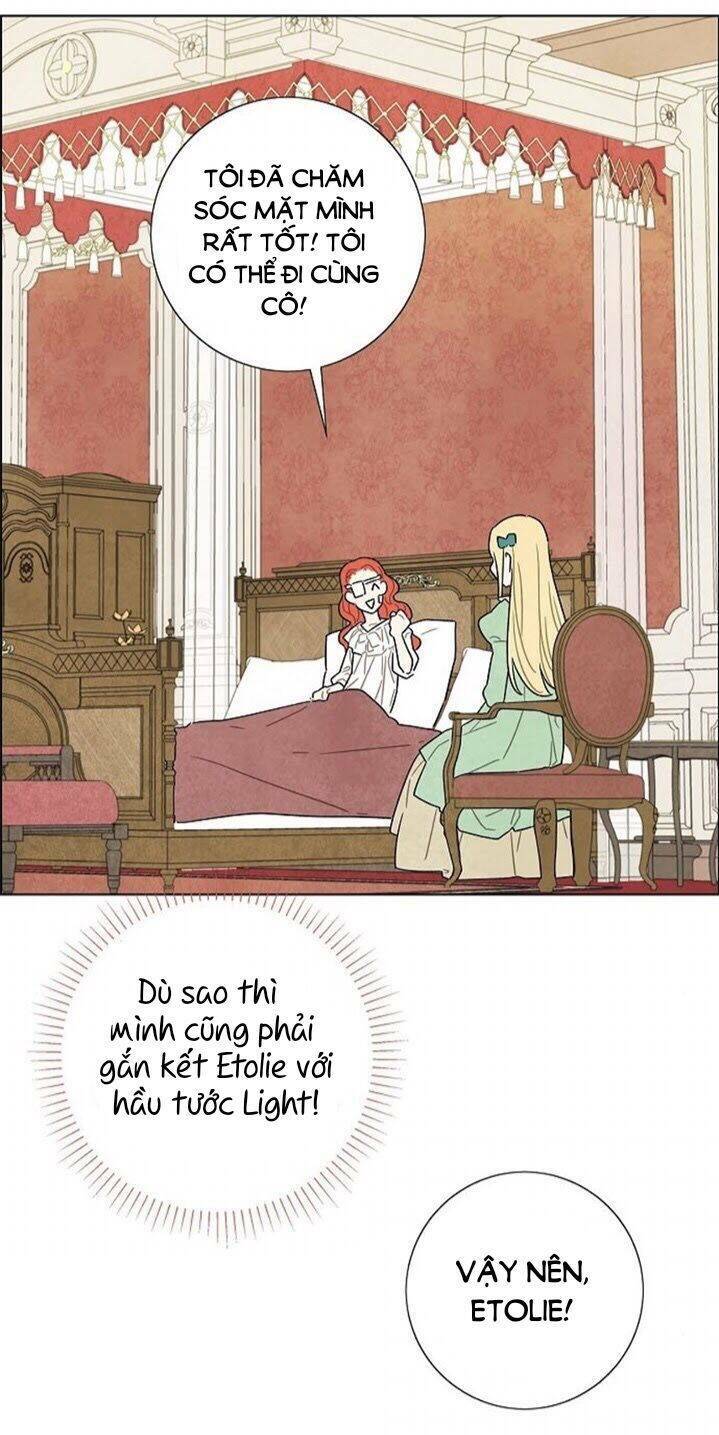 TÔI ĐÃ CHĂM
SÓC MẶT MÌNH
RẤT TỐT! TÔI
CÓ THỂ ĐI CÙNG
CÔ!
Dù sao thì
mình cũng phải
gắn kết Etolie với
hầu tước Light!
VẬY NÊN,
ETOLIE!